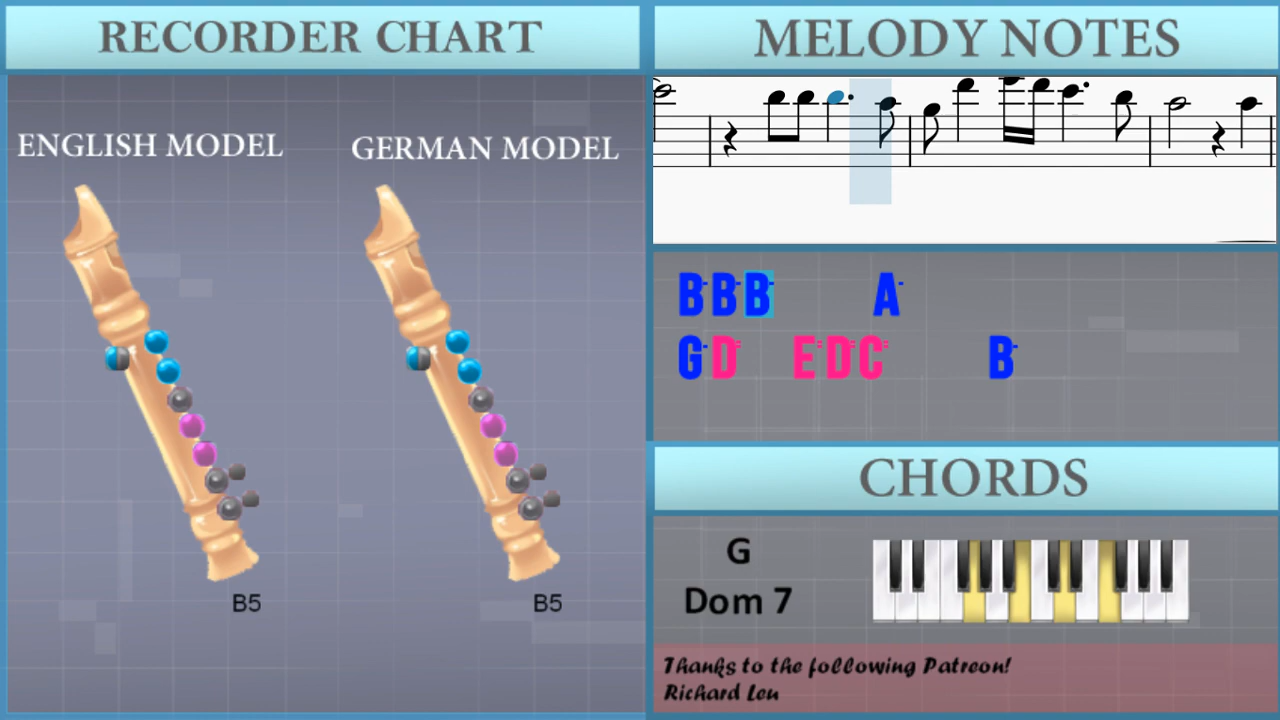 RECORDER CHART
ENGLISH MODEL
GERMAN MODEL
B5
B5
MELODY NOTES
B- B- B- A-
G- D= E= D= C= B-
CHORDS
G
Dom 7
Thanks to the following Patreon!
Richard Leu